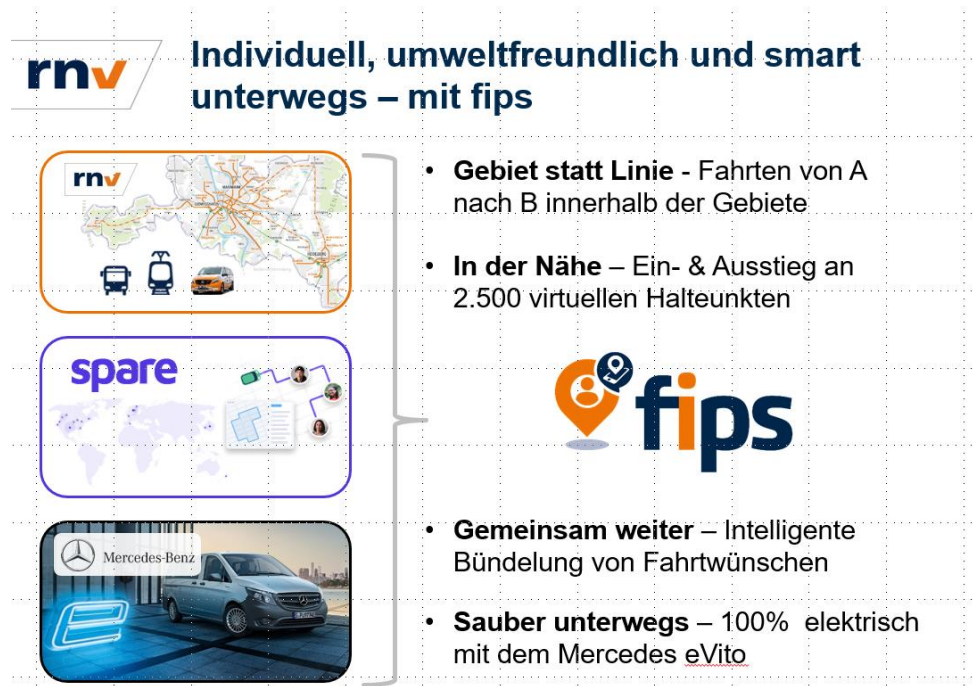 rnv
Individuell, umweltfreundlich und smart
unterwegs – mit fips
rnv
spare
Mercedes-Benz
• Gebiet statt Linie - Fahrten von A
nach B innerhalb der Gebiete
• In der Nähe – Ein- & Ausstieg an
2.500 virtuellen Halteunkten
fips
• Gemeinsam weiter – Intelligente
Bündelung von Fahrtwünschen
• Sauber unterwegs – 100%  elektrisch
mit dem Mercedes eVito